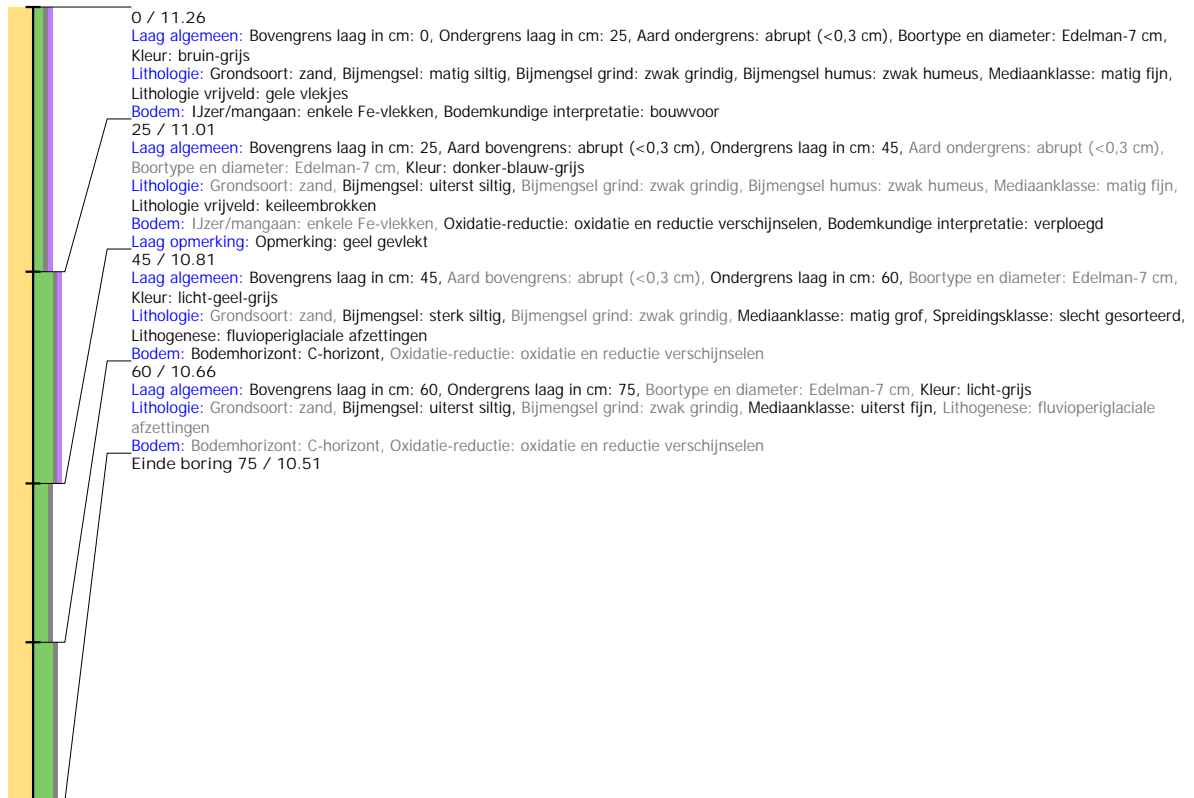 0 / 11.26
Laag algemeen: Bovengrens laag in cm: 0, Ondergrens laag in cm: 25, Aard ondergrens: abrupt (<0,3 cm), Boortype en diameter: Edelman-7 cm,
Kleur: bruin-grijs
Lithologie: Grondsoort: zand, Bijmengsel: matig siltig, Bijmengsel grind: zwak grindig, Bijmengsel humus: zwak humeus, Mediaanklasse: matig fijn,
Lithologie vrijveld: gele vlekjes
Bodem: IJzer/mangaan: enkele Fe-vlekken, Bodemkundige interpretatie: bouwvoor
25 / 11.01
Laag algemeen: Bovengrens laag in cm: 25, Aard bovengrens: abrupt (<0,3 cm), Ondergrens laag in cm: 45, Aard ondergrens: abrupt (<0,3 cm),
Boortype en diameter: Edelman-7 cm, Kleur: donker-blauw-grijs
Lithologie: Grondsoort: zand, Bijmengsel: uiterst siltig, Bijmengsel grind: zwak grindig, Bijmengsel humus: zwak humeus, Mediaanklasse: matig fijn,
Lithologie vrijveld: keileembrokken
Bodem: IJzer/mangaan: enkele Fe-vlekken, Oxidatie-reductie: oxidatie en reductie verschijnselen, Bodemkundige interpretatie: verploegd
Laag opmerking: Opmerking: geel gevlekt
45 / 10.81
Laag algemeen: Bovengrens laag in cm: 45, Aard bovengrens: abrupt (<0,3 cm), Ondergrens laag in cm: 60, Boortype en diameter: Edelman-7 cm,
Kleur: licht-geel-grijs
Lithologie: Grondsoort: zand, Bijmengsel: sterk siltig, Bijmengsel grind: zwak grindig, Mediaanklasse: matig grof, Spreidingsklasse: slecht gesorteerd,
Lithogenese: fluvioperiglaciale afzettingen
Bodem: Bodemhorizont: C-horizont, Oxidatie-reductie: oxidatie en reductie verschijnselen
60 / 10.66
Laag algemeen: Bovengrens laag in cm: 60, Ondergrens laag in cm: 75, Boortype en diameter: Edelman-7 cm, Kleur: licht-grijs
Lithologie: Grondsoort: zand, Bijmengsel: uiterst siltig, Bijmengsel grind: zwak grindig, Mediaanklasse: uiterst fijn, Lithogenese: fluvioperiglaciale
afzettingen
Bodem: Bodemhorizont: C-horizont, Oxidatie-reductie: oxidatie en reductie verschijnselen
Einde boring 75 / 10.51